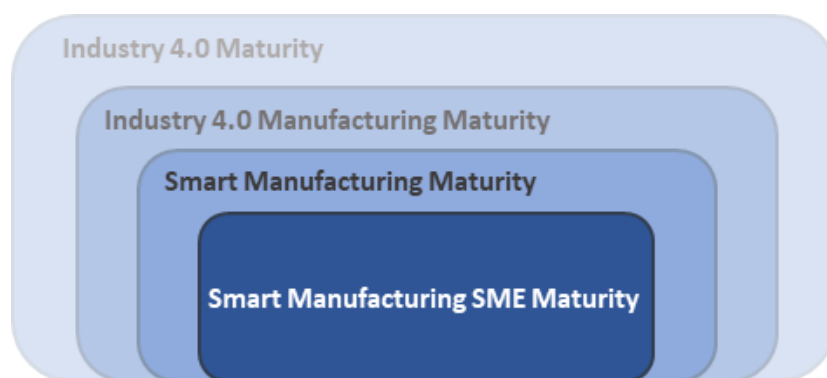 Industry 4.0 Maturity
Industry 4.0 Manufacturing Maturity
Smart Manufacturing Maturity
Smart Manufacturing SME Maturity